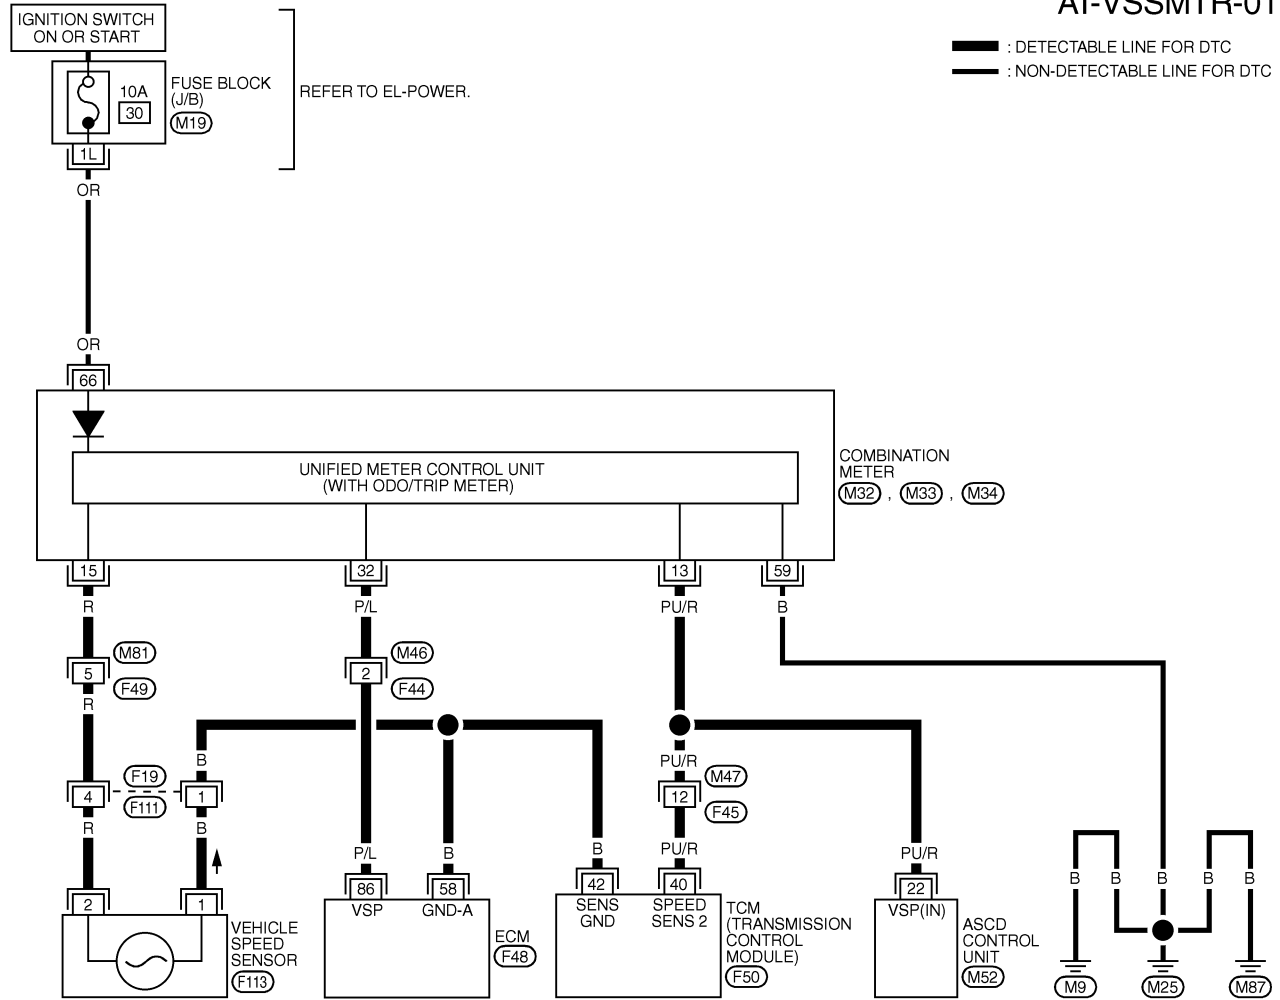 AT-VSSMTR-01
IGNITION SWITCH
ON OR START
: DETECTABLE LINE FOR DTC
: NON-DETECTABLE LINE FOR DTC
10A
30
FUSE BLOCK
(J/B)
M19
REFER TO EL-POWER.
1L
OR
OR
66
UNIFIED METER CONTROL UNIT
(WITH ODO/TRIP METER)
COMBINATION
METER
M32 , M33 , M34
15 32 13 59
R P/L PU/R B
M81 M46
5 2
F49 F44
R
B PU/R
F19 M47
4 1 12
F111 F45
R B
B PU/R
P/L B PU/R
B B B B B
2 1 86 58 42 40 22
VSP GND-A
SENS
GND
SPEED
SENS 2
VSP(IN)
VEHICLE
SPEED
SENSOR
F113
ECM
F48
TCM
(TRANSMISSION
CONTROL
MODULE)
F50
ASCD
CONTROL
UNIT
M52
M9 M25 M87